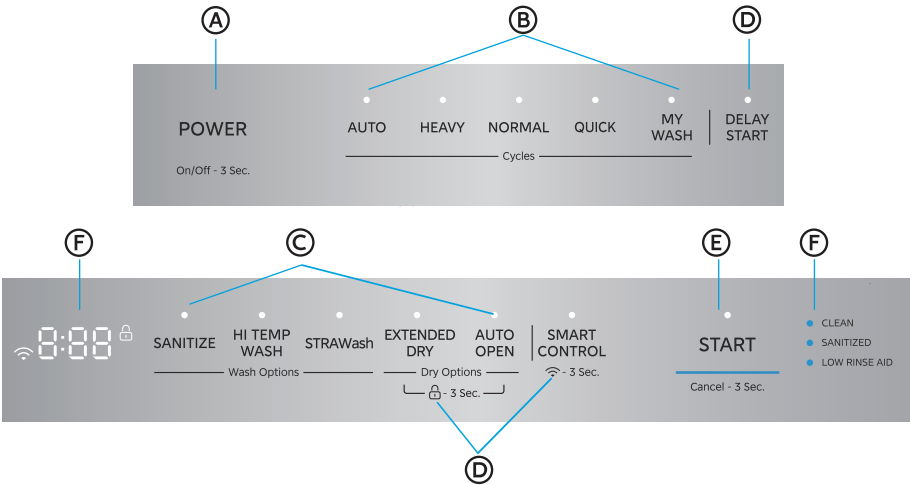 A B D
POWER
On/Off - 3 Sec.
AUTO HEAVY NORMAL QUICK MY WASH DELAY START
Cycles
F C E F
8:88
SANITIZE HI TEMP WASH STRAWash EXTENDED DRY AUTO OPEN SMART CONTROL
Wash Options
Dry Options
- 3 Sec.
- 3 Sec.
START
Cancel - 3 Sec.
CLEAN
SANITIZED
LOW RINSE AID
D